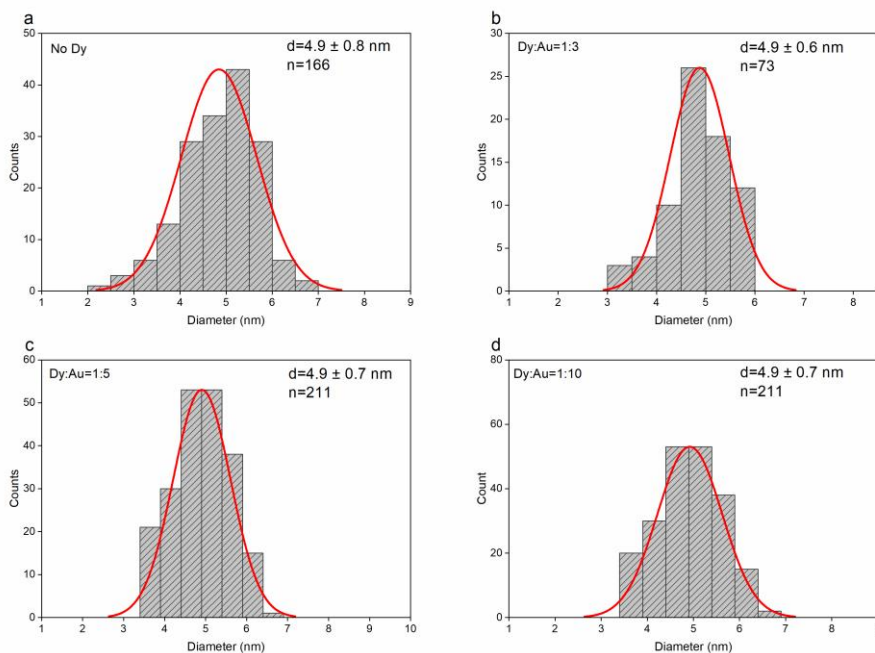 a
No Dy
d=4.9 ± 0.8 nm
n=166
50
40
30
20
10
0
Counts
1 2 3 4 5 6 7 8 9
Diameter (nm)
b
Dy:Au=1:3
d=4.9 ± 0.6 nm
n=73
30
25
20
15
10
5
0
Counts
1 2 3 4 5 6 7 8
Diameter (nm)
c
Dy:Au=1:5
d=4.9 ± 0.7 nm
n=211
60
50
40
30
20
10
0
Counts
1 2 3 4 5 6 7 8 9 10
Diameter (nm)
d
Dy:Au=1:10
d=4.9 ± 0.7 nm
n=211
80
60
40
20
0
Count
1 2 3 4 5 6 7 8
Diameter (nm)